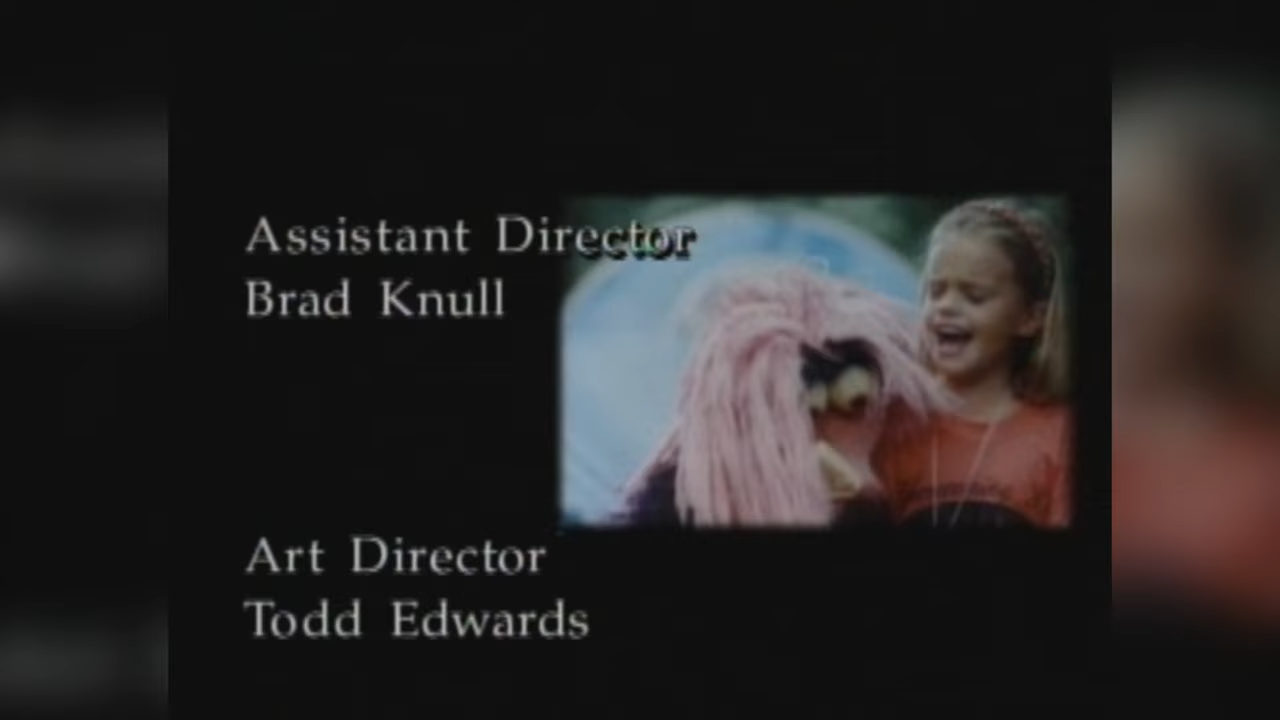 Assistant Director
Brad Knull
Art Director
Todd Edwards